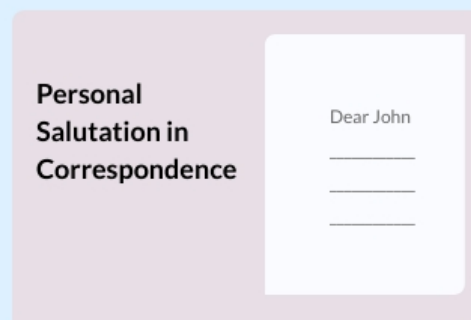 Personal
Salutation in
Correspondence
Dear John